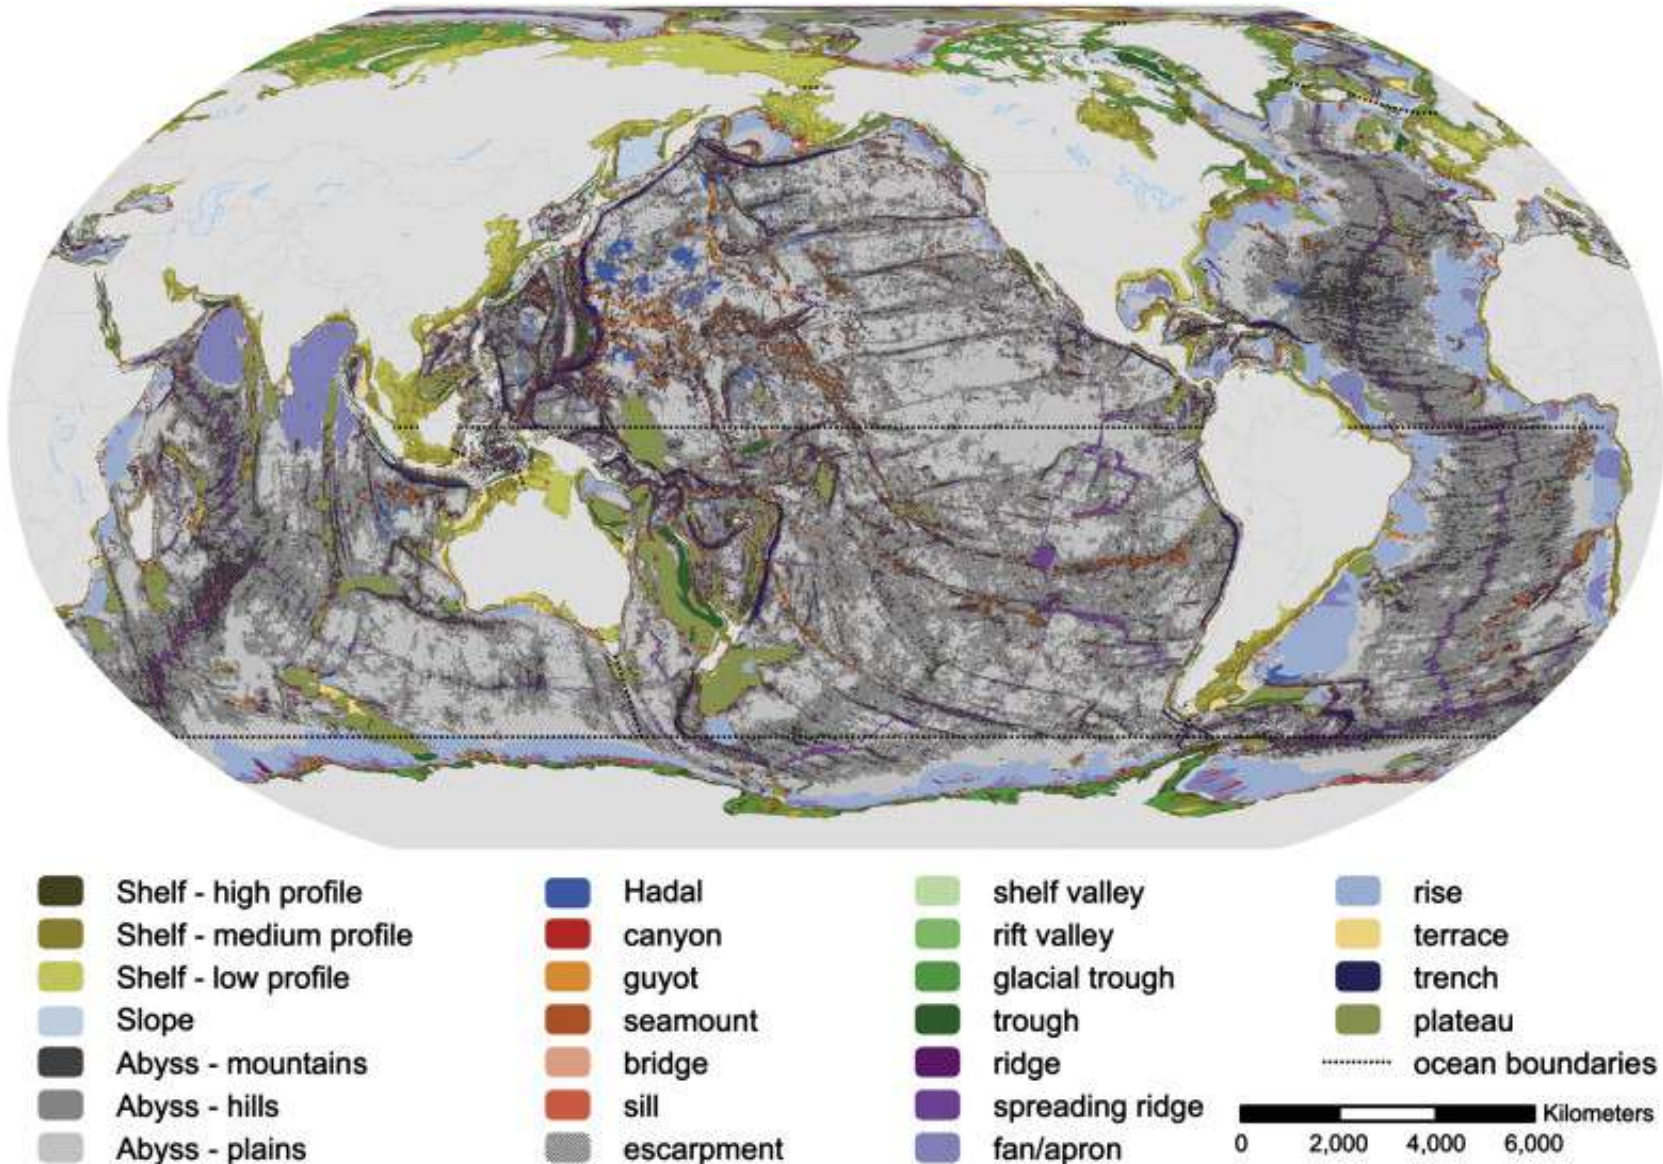 Shelf - high profile
Shelf - medium profile
Shelf - low profile
Slope
Abyss - mountains
Abyss - hills
Abyss - plains
Hadal
canyon
guyot
seamount
bridge
sill
escarpment
shelf valley
rift valley
glacial trough
trough
ridge
spreading ridge
fan/apron
rise
terrace
trench
plateau
ocean boundaries
Kilometers
0 2,000 4,000 6,000